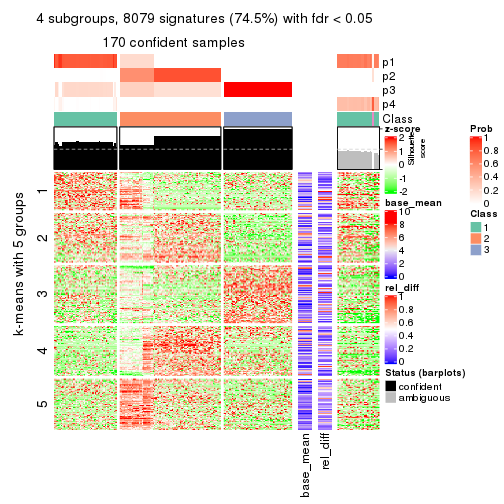 4 subgroups, 8079 signatures (74.5%) with fdr < 0.05
170 confident samples
p1
p2
p3
p4
Class
Silhouette
score
k-means with 5 groups
1
2
3
4
5
base_mean
rel_diff
z-score
2
1
0
-1
-2
base_mean
10
8
6
4
2
0
rel_diff
1
0.8
0.6
0.4
0.2
0
Status (barplots)
confident
ambiguous
Prob
1
0.8
0.6
0.4
0.2
0
Class
1
2
3